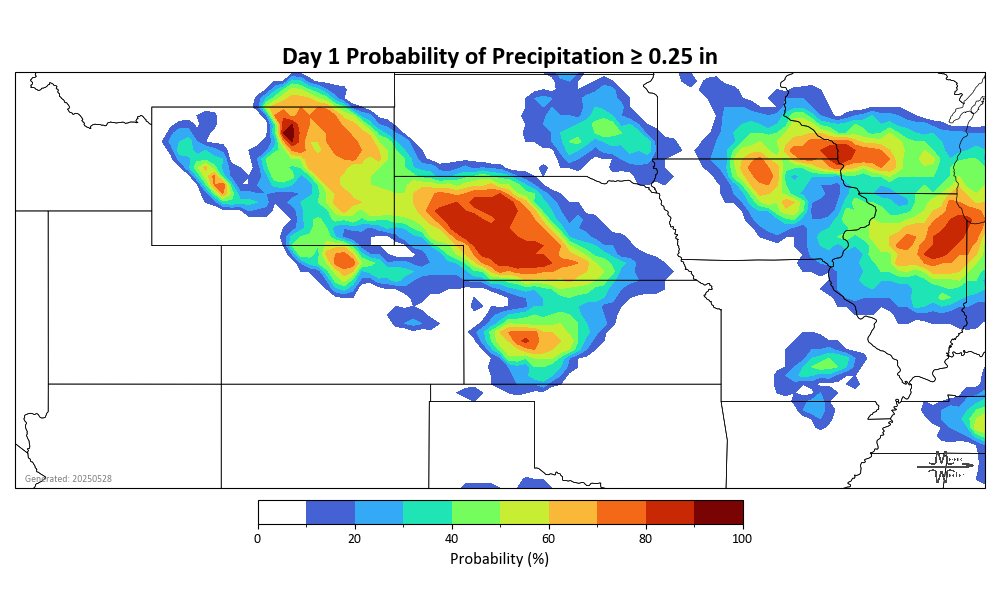 Day 1 Probability of Precipitation ≥ 0.25 in
Generated: 20250528
0 20 40 60 80 100
Probability (%)